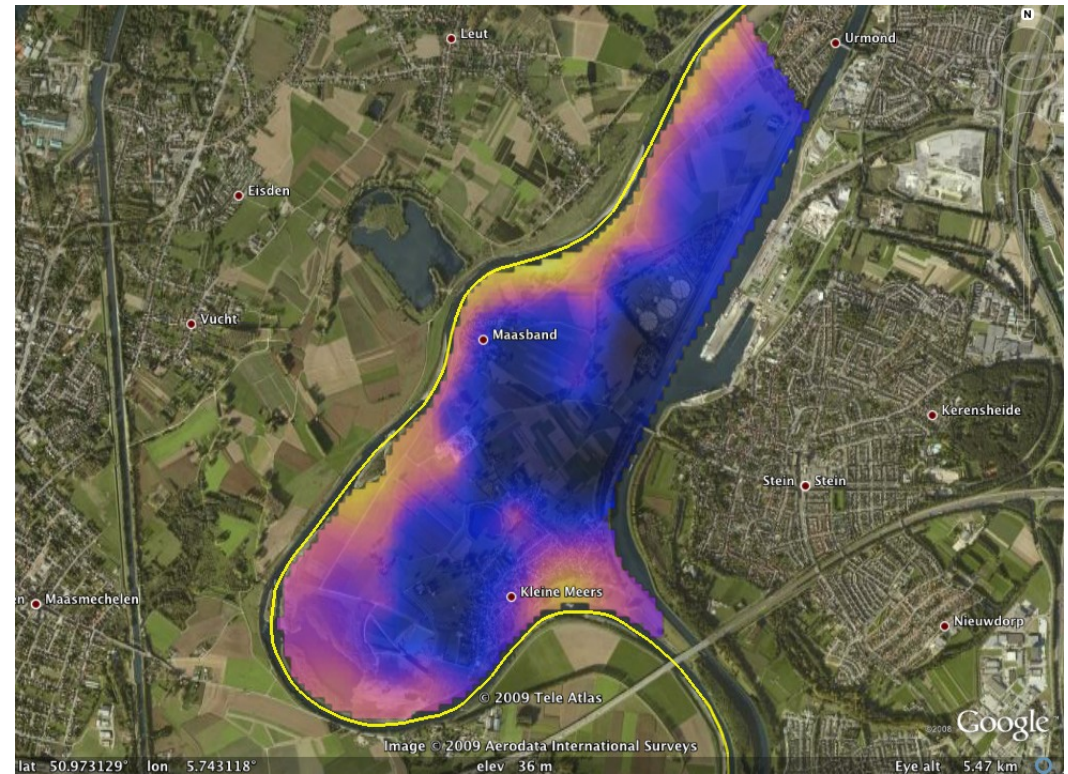 N
Leut
Urmond
Eisden
Vucht
Maasband
Kerensheide
Stein Stein
Kleine Meers
en Maasmechelen
Nieuwdorp
© 2009 Tele Atlas
©2008 Google
Image © 2009 Aerodata International Surveys
lat 50.973129° lon 5.743118° elev 36 m Eye alt 5.47 km